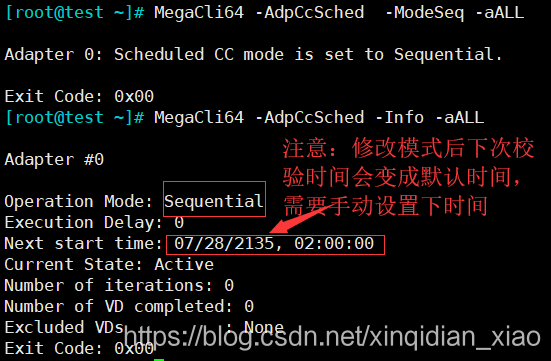 [root@test ~]# MegaCli64 -AdpCcSched  -ModeSeq -aALL
Adapter 0: Scheduled CC mode is set to Sequential.
Exit Code: 0x00
[root@test ~]# MegaCli64 -AdpCcSched -Info -aALL
Adapter #0
注意：修改模式后下次校
验时间会变成默认时间，
需要手动设置下时间
Operation Mode: Sequential
Execution Delay: 0
Next start time: 07/28/2135, 02:00:00
Current State: Active
Number of iterations: 0
Number of VD completed: 0
Excluded VDs          : None
Exit Code: 0x00
https://blog.csdn.net/xinqidian_xiao